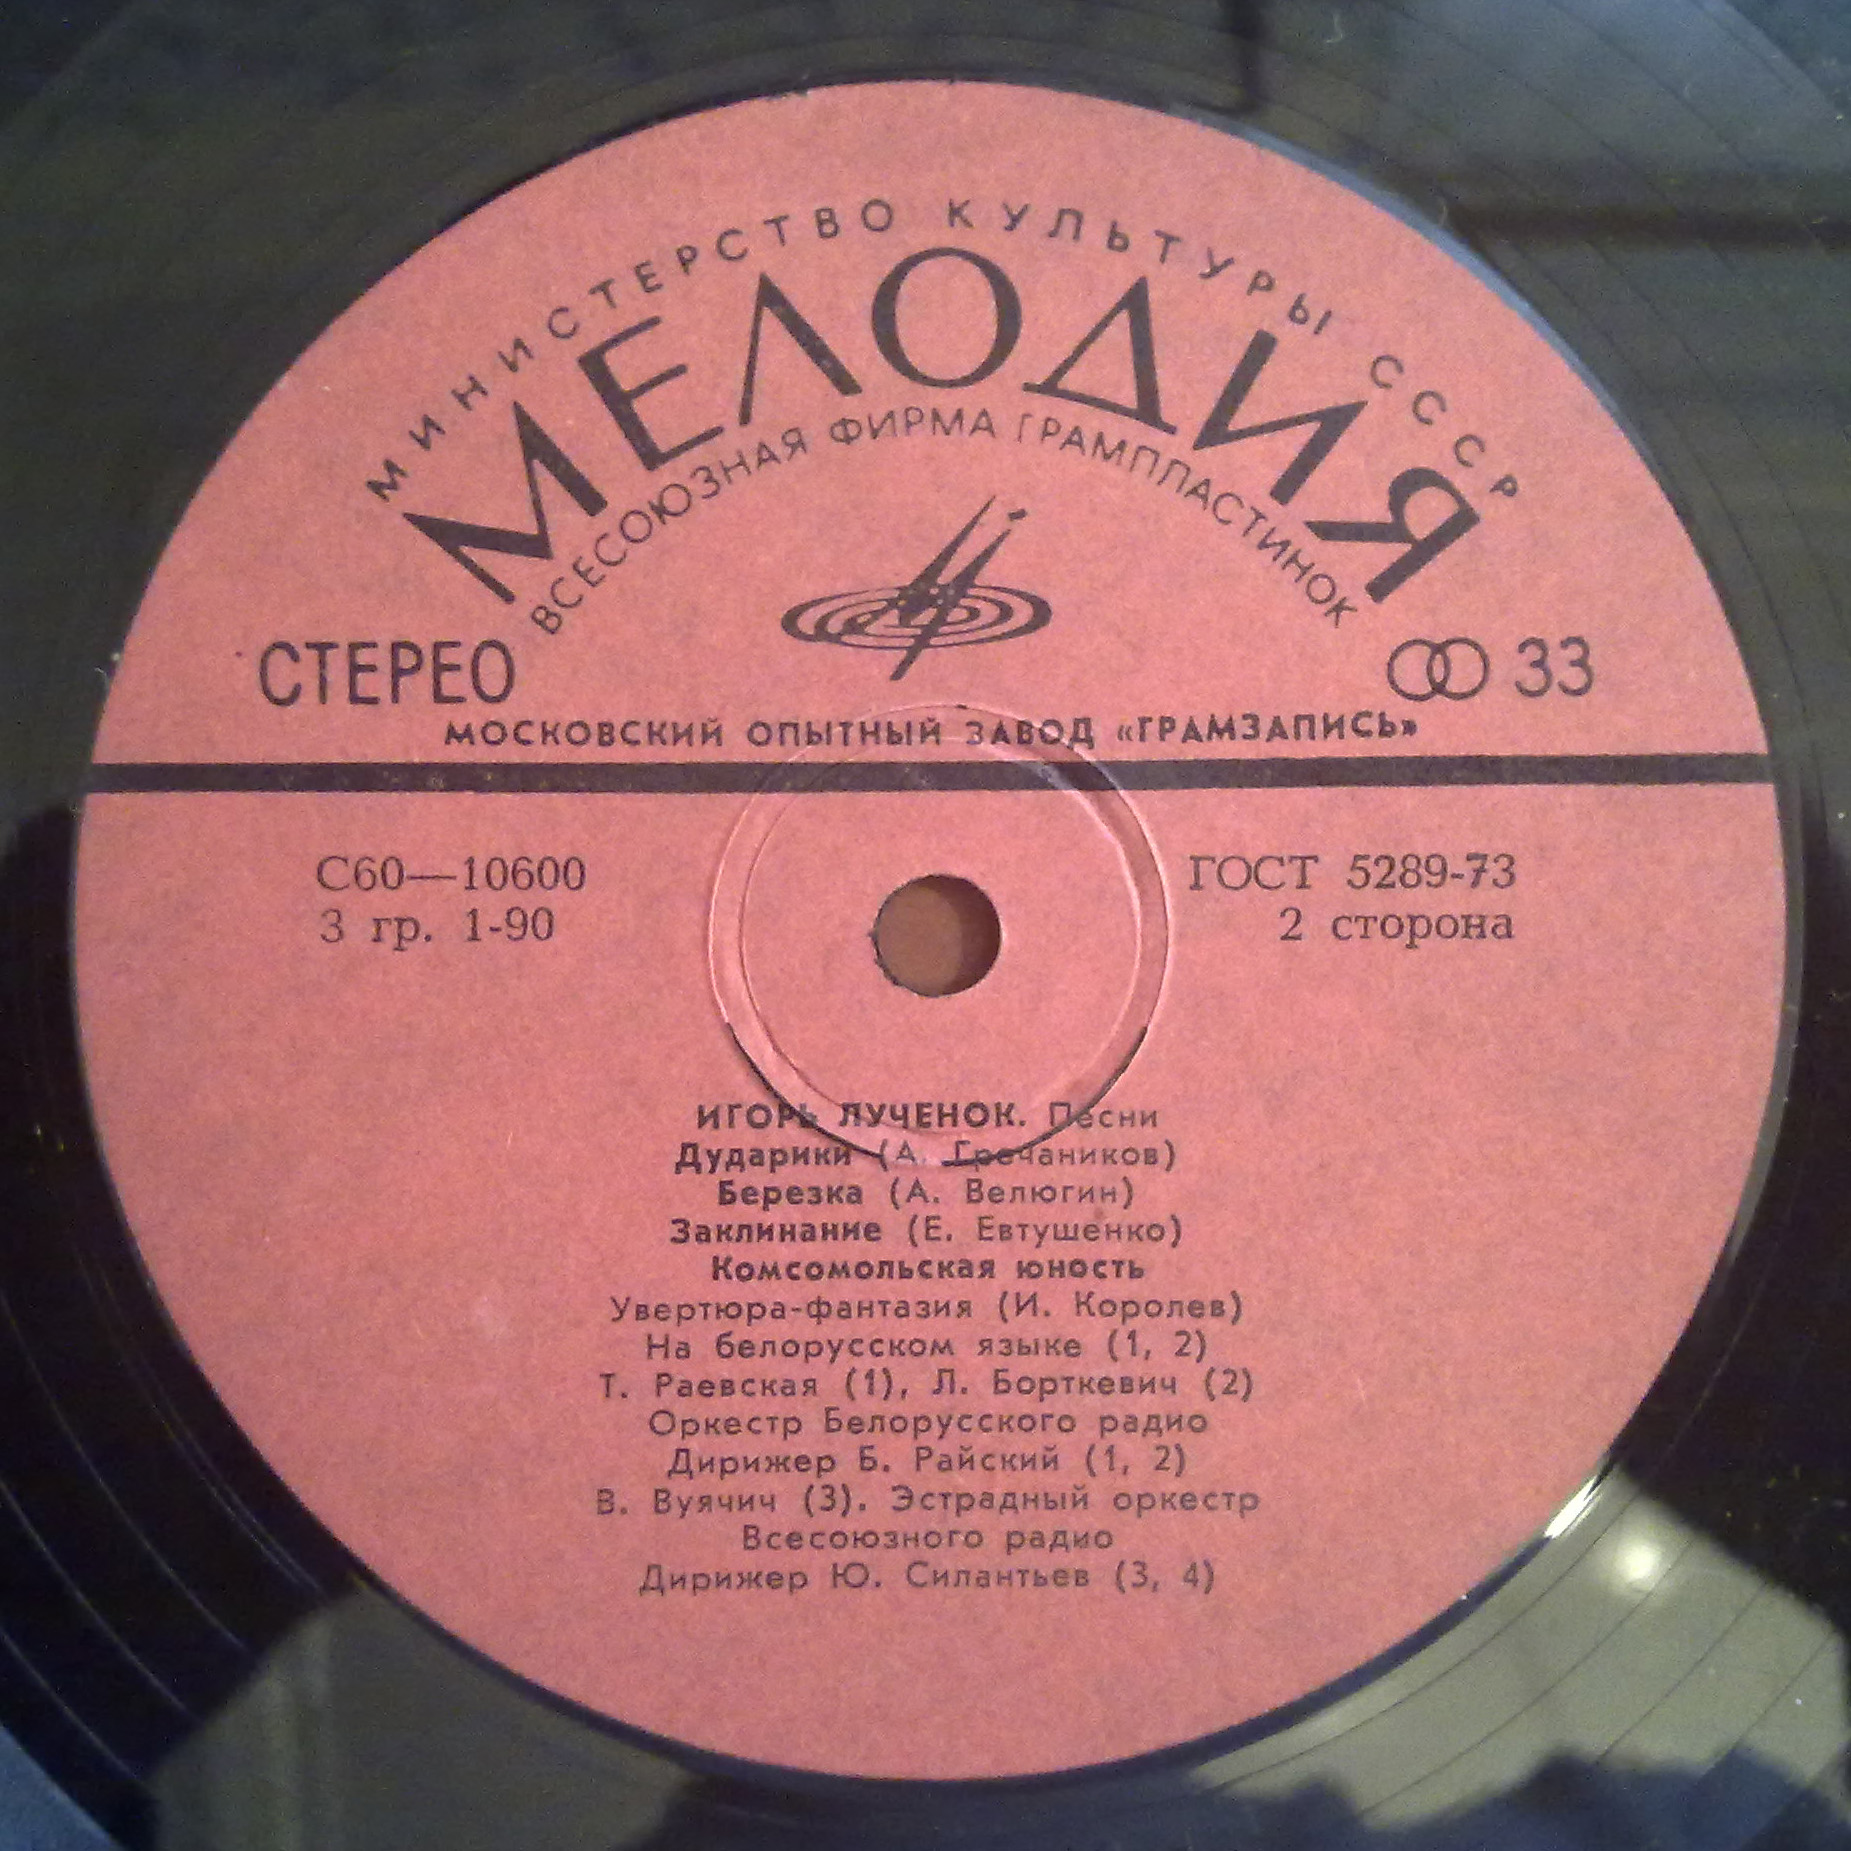 МИНИСТЕРСТВО КУЛЬТУРЫ СССР
МЕЛОДИЯ
ВСЕСОЮЗНАЯ ФИРМА ГРАМПЛАСТИНОК
СТЕРЕО
33
МОСКОВСКИЙ ОПЫТНЫЙ ЗАВОД «ГРАМЗАПИСЬ»
С60—10600
ГОСТ 5289-73
3 гр. 1-90
2 сторона
ИГОРЬ ЛУЧЕНОК. Песни
Дударики (А. Гречаников)
Березка (А. Велюгин)
Заклинание (Е. Евтушенко)
Комсомольская юность
Увертюра-фантазия (И. Королев)
На белорусском языке (1, 2)
Т. Раевская (1), Л. Борткевич (2)
Оркестр Белорусского радио
Дирижер Б. Райский (1, 2)
В. Вуячич (3). Эстрадный оркестр
Всесоюзного радио
Дирижер Ю. Силантьев (3, 4)